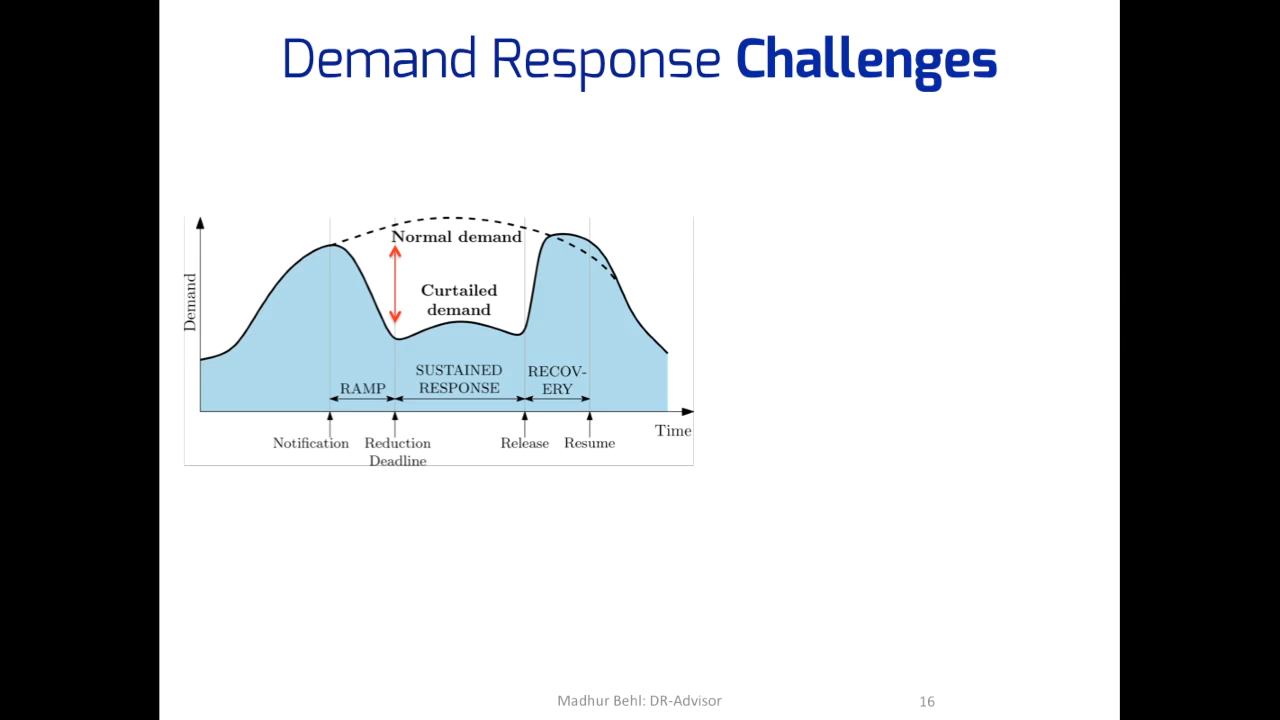 Demand Response Challenges
Normal demand
Curtailed
demand
Demand
SUSTAINED
RESPONSE
RECOV-
ERY
RAMP
Time
Notification
Reduction
Deadline
Release
Resume
Madhur Behl: DR-Advisor
16